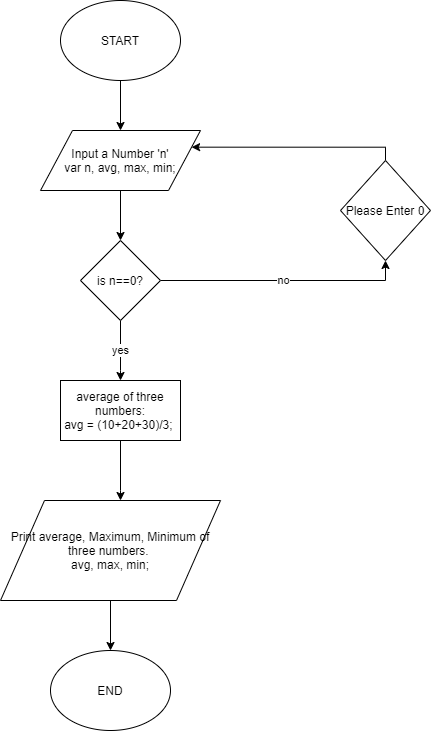 START
Input a Number 'n'
var n, avg, max, min;
Please Enter 0
is n==0?
no
yes
average of three
numbers:
avg = (10+20+30)/3;
Print average, Maximum, Minimum of
three numbers.
avg, max, min;
END